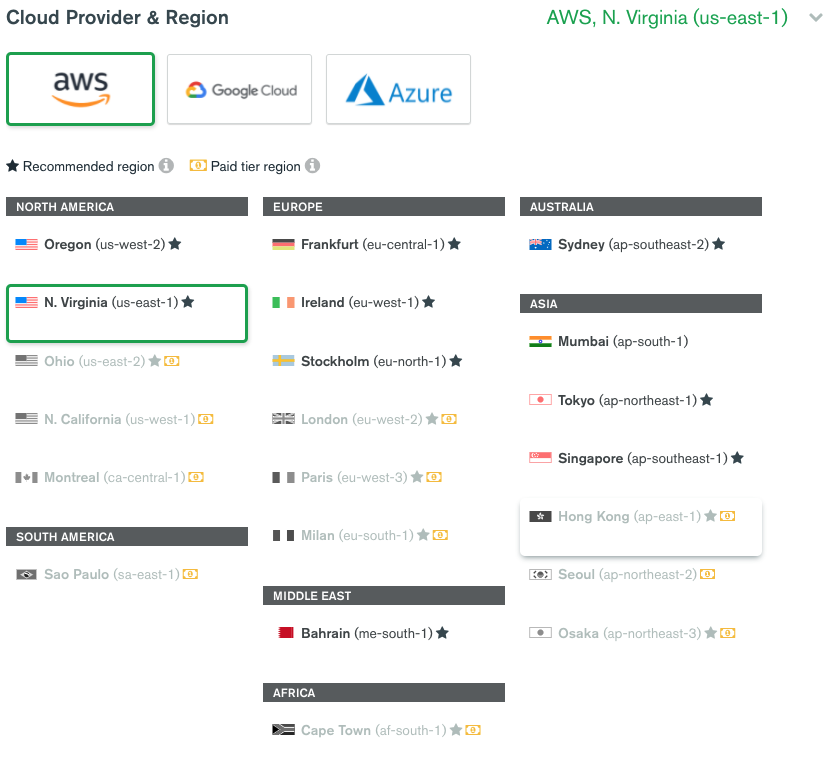 Cloud Provider & Region
AWS, N. Virginia (us-east-1)
aws
Google Cloud
Azure
Recommended region
Paid tier region
NORTH AMERICA
Oregon (us-west-2)
N. Virginia (us-east-1)
Ohio (us-east-2)
N. California (us-west-1)
Montreal (ca-central-1)
SOUTH AMERICA
Sao Paulo (sa-east-1)
EUROPE
Frankfurt (eu-central-1)
Ireland (eu-west-1)
Stockholm (eu-north-1)
London (eu-west-2)
Paris (eu-west-3)
Milan (eu-south-1)
MIDDLE EAST
Bahrain (me-south-1)
AFRICA
Cape Town (af-south-1)
AUSTRALIA
Sydney (ap-southeast-2)
ASIA
Mumbai (ap-south-1)
Tokyo (ap-northeast-1)
Singapore (ap-southeast-1)
Hong Kong (ap-east-1)
Seoul (ap-northeast-2)
Osaka (ap-northeast-3)